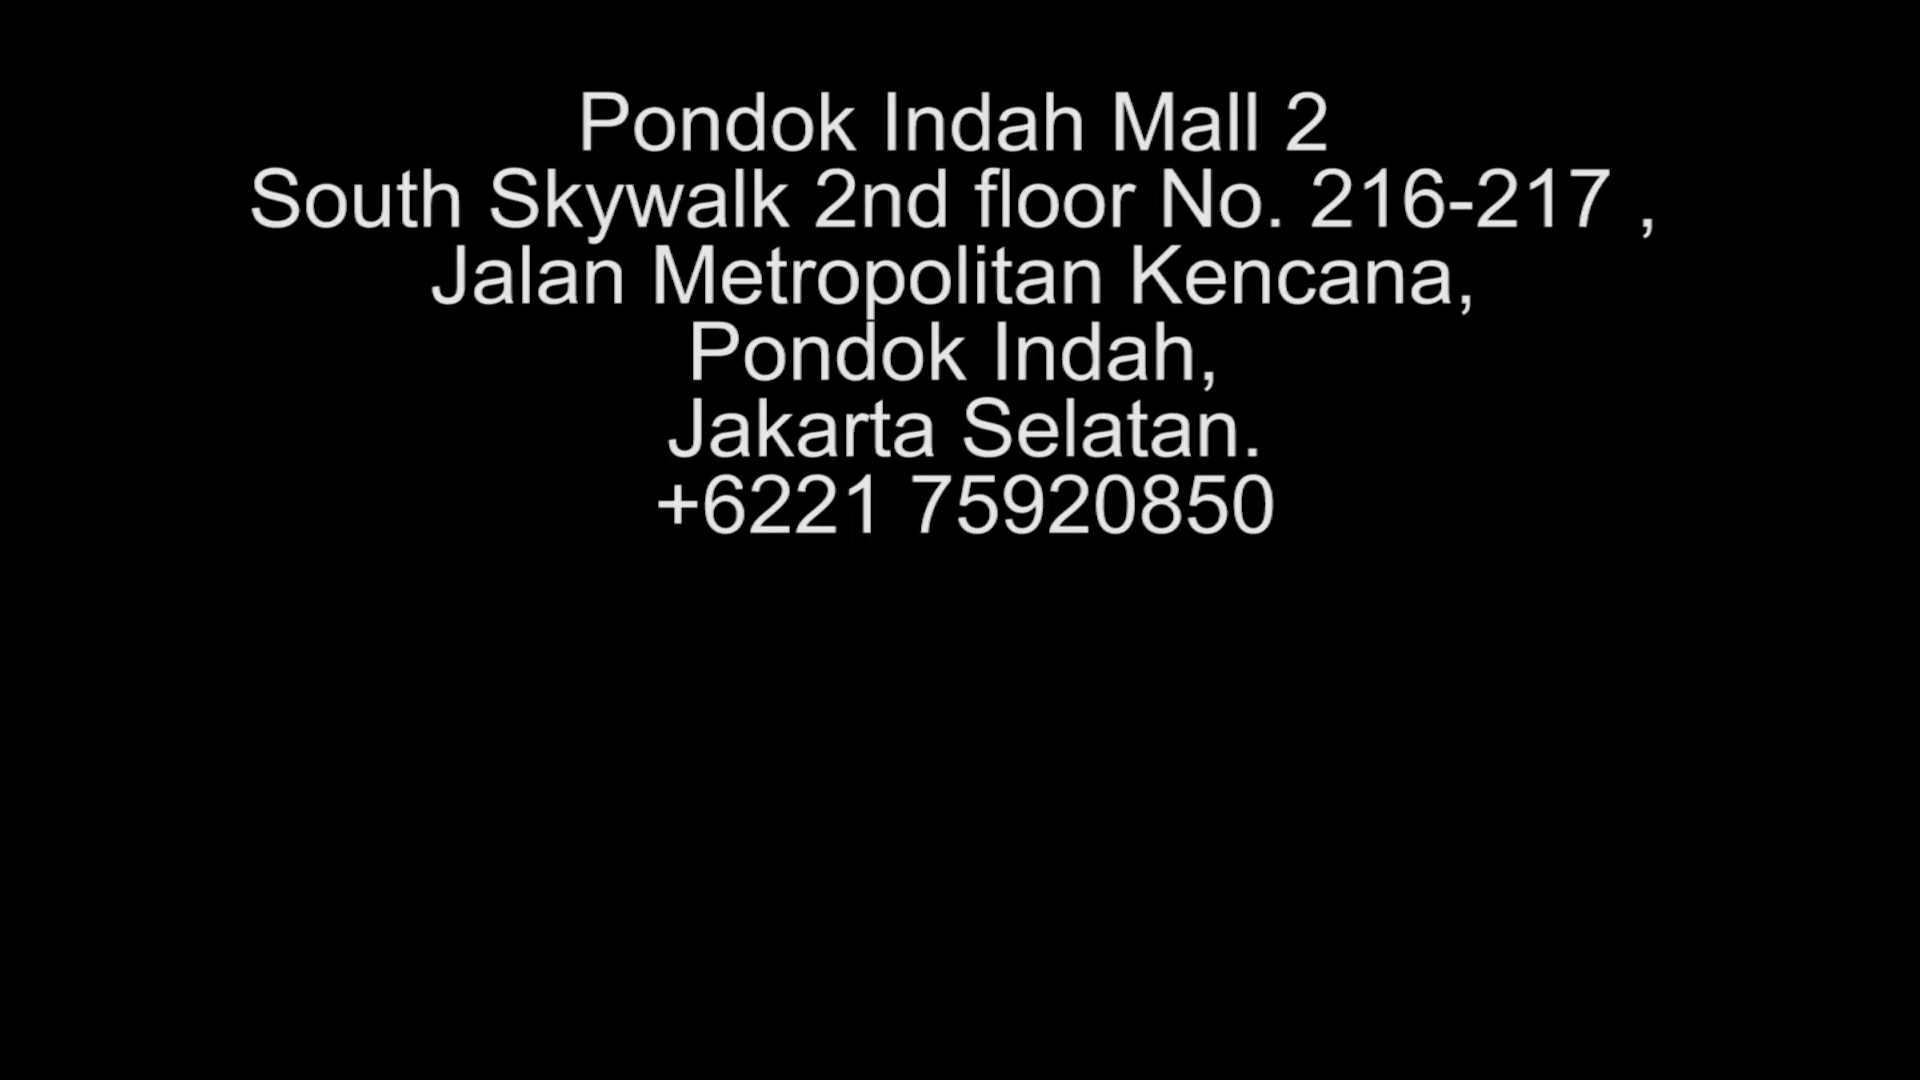 Pondok Indah Mall 2
South Skywalk 2nd floor No. 216-217 ,
Jalan Metropolitan Kencana,
Pondok Indah,
Jakarta Selatan.
+6221 75920850